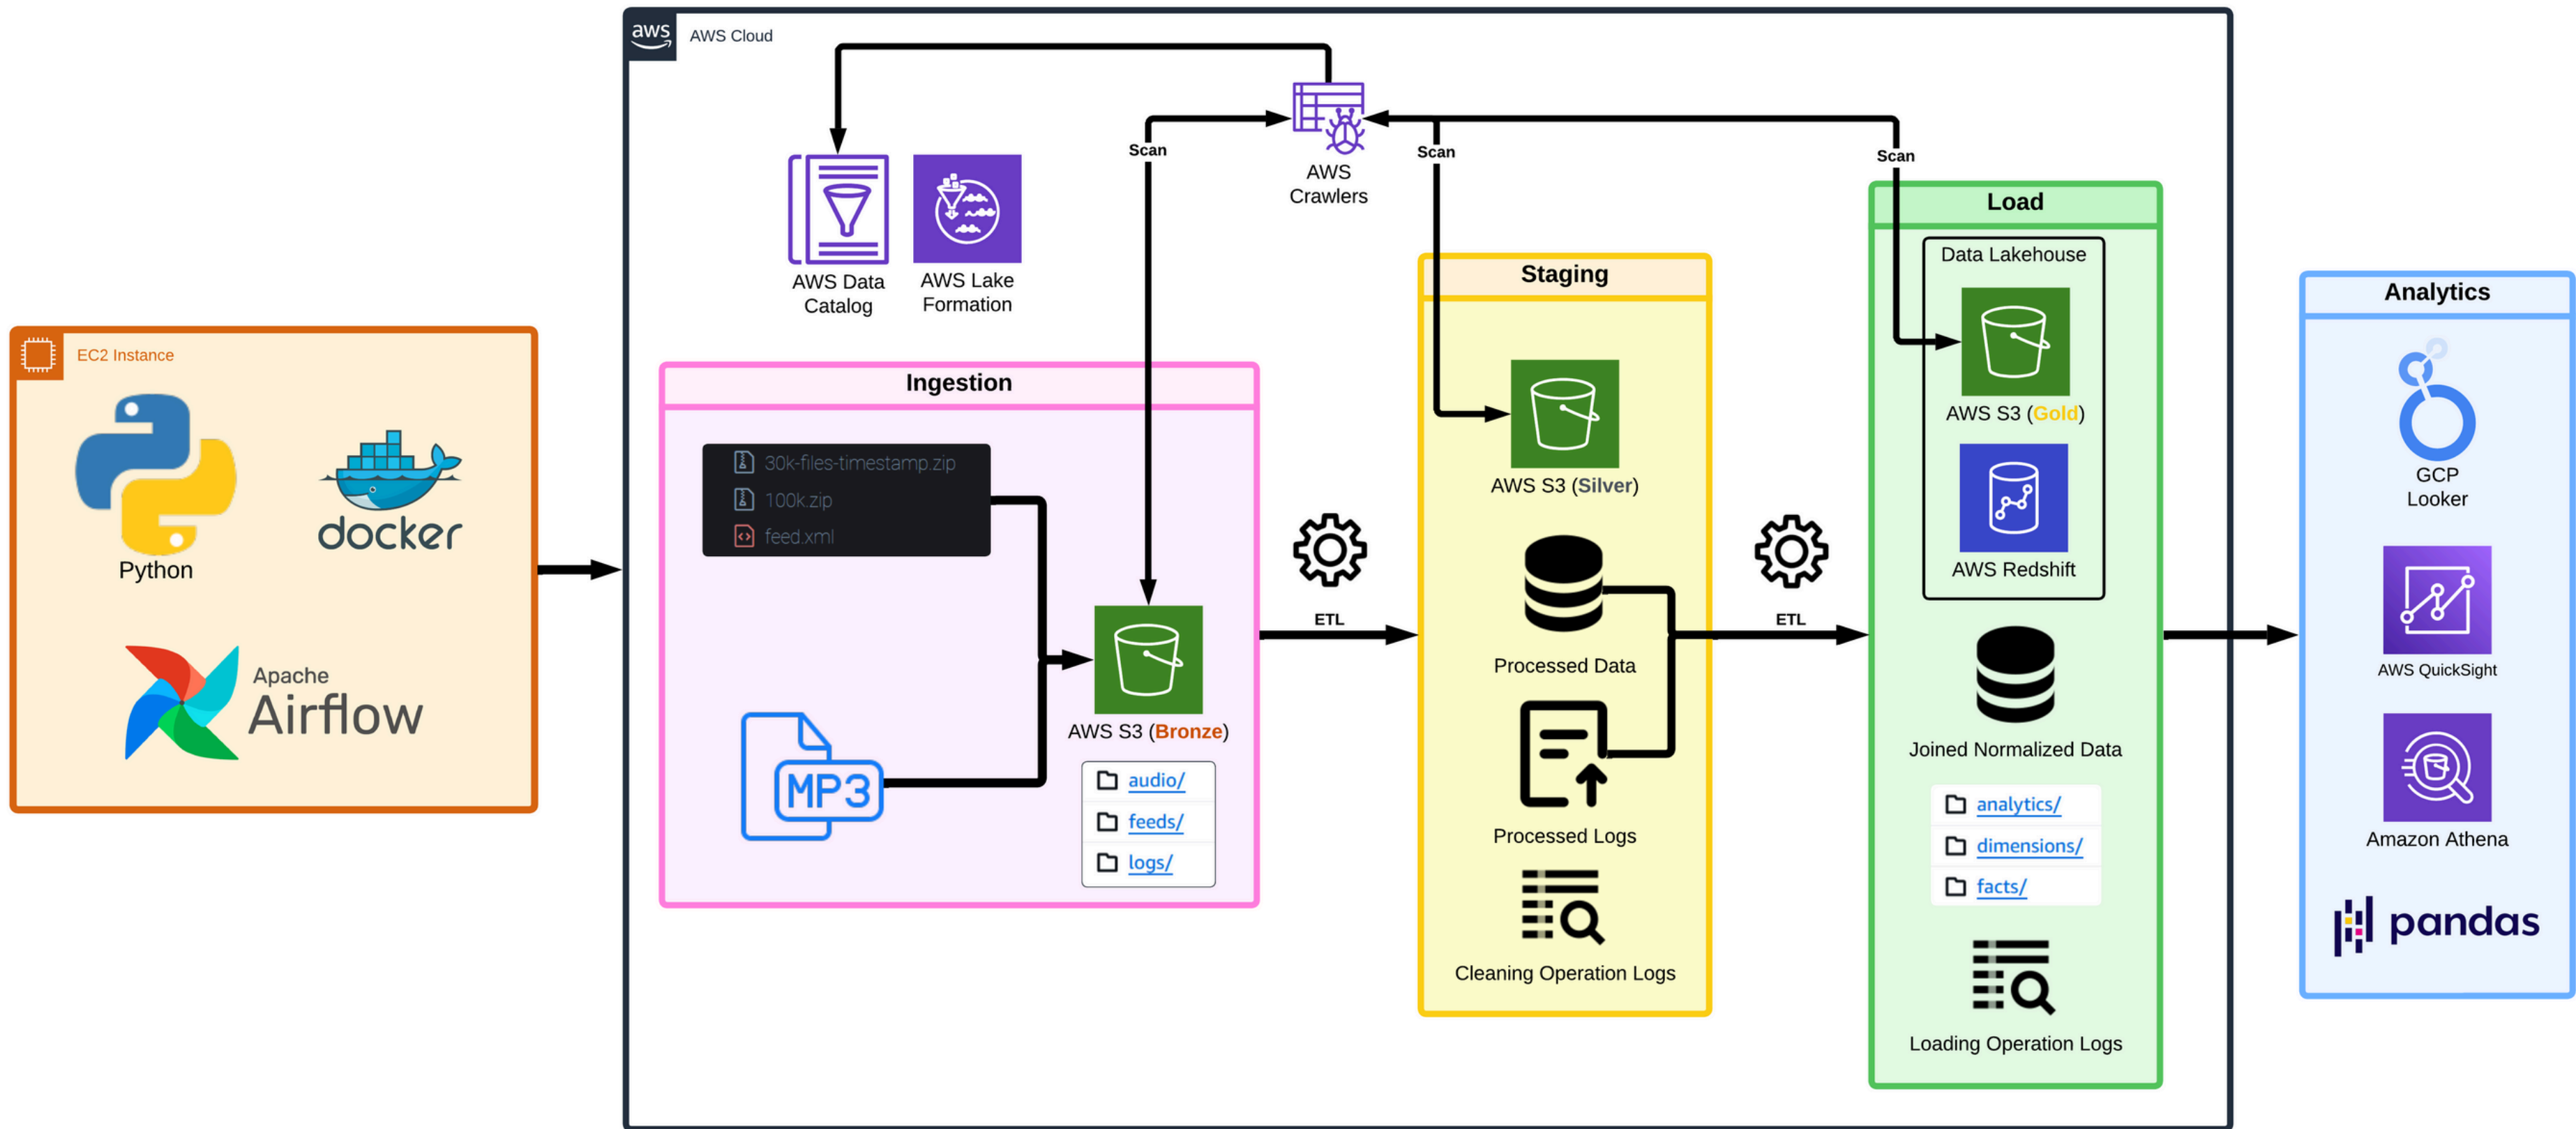 EC2 Instance
Python
docker
Apache
Airflow
aws
AWS Cloud
AWS Data
Catalog
AWS Lake
Formation
AWS
Crawlers
Scan
Scan
Scan
Ingestion
30k-files-timestamp.zip
100k.zip
feed.xml
MP3
AWS S3 (Bronze)
audio/
feeds/
logs/
ETL
Staging
AWS S3 (Silver)
Processed Data
Processed Logs
Cleaning Operation Logs
ETL
Load
Data Lakehouse
AWS S3 (Gold)
AWS Redshift
Joined Normalized Data
analytics/
dimensions/
facts/
Loading Operation Logs
Analytics
GCP
Looker
AWS QuickSight
Amazon Athena
pandas